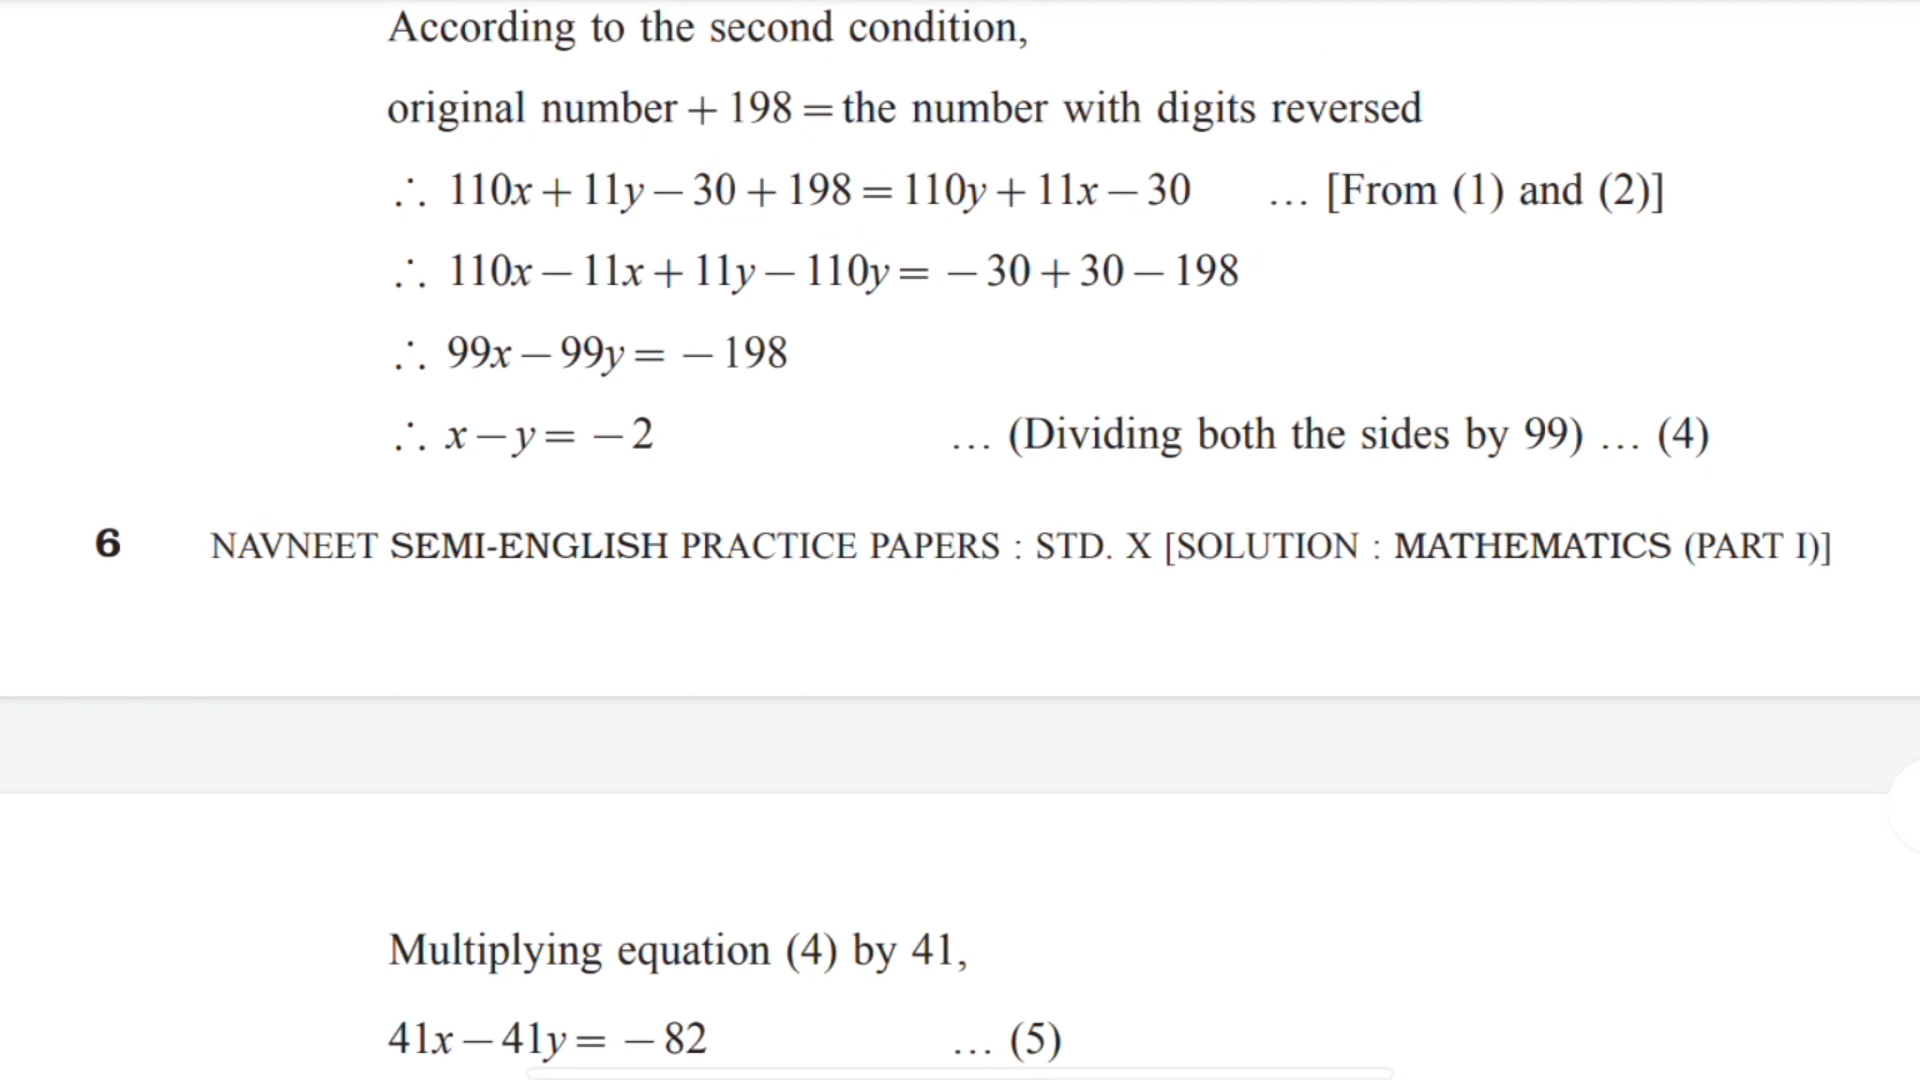 According to the second condition,
original number + 198 = the number with digits reversed
∴ 110x + 11y – 30 + 198 = 110y + 11x – 30 ... [From (1) and (2)]
∴ 110x – 11x + 11y – 110y = – 30 + 30 – 198
∴ 99x – 99y = – 198
∴ x – y = – 2 ... (Dividing both the sides by 99) ... (4)
6 NAVNEET SEMI-ENGLISH PRACTICE PAPERS : STD. X [SOLUTION : MATHEMATICS (PART I)]
Multiplying equation (4) by 41,
41x – 41y = – 82 ... (5)